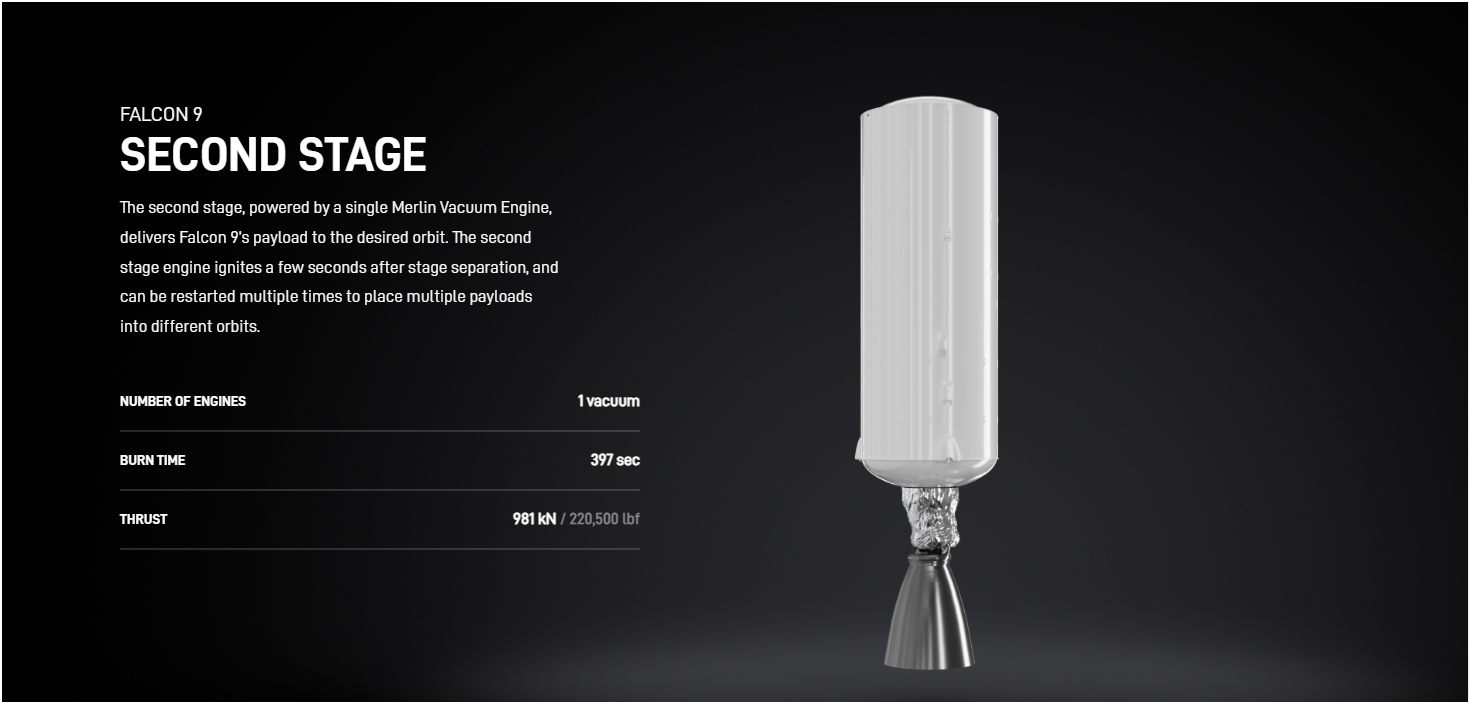 FALCON 9
SECOND STAGE
The second stage, powered by a single Merlin Vacuum Engine,
delivers Falcon 9's payload to the desired orbit. The second
stage engine ignites a few seconds after stage separation, and
can be restarted multiple times to place multiple payloads
into different orbits.
NUMBER OF ENGINES 1 vacuum
BURN TIME 397 sec
THRUST 981 kN / 220,500 lbf